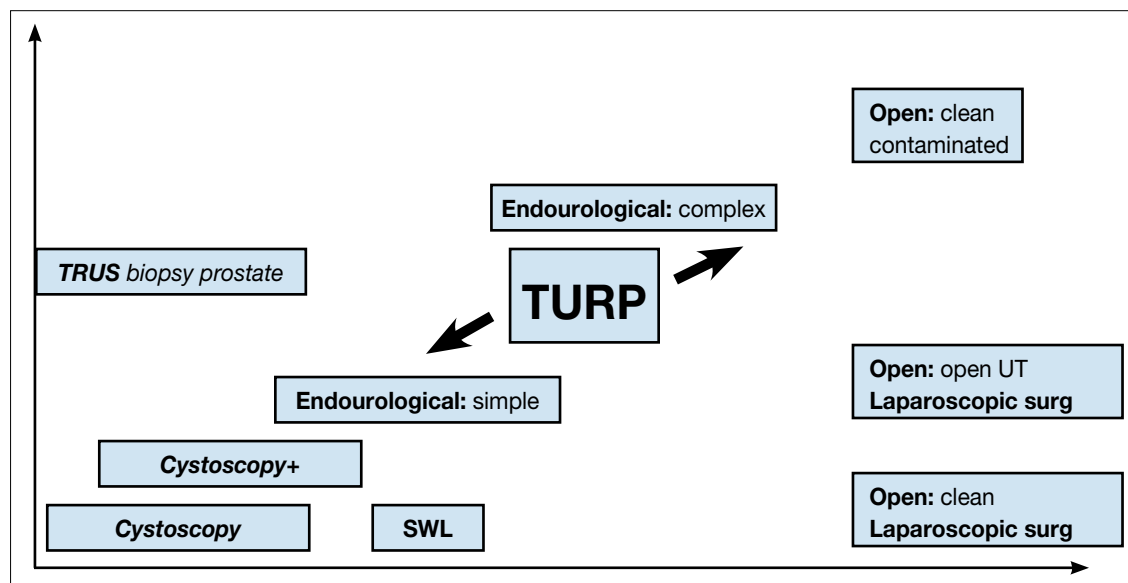 Open: clean
contaminated
Endourological: complex
TRUS biopsy prostate
TURP
Open: open UT
Laparoscopic surg
Endourological: simple
Cystoscopy+
Open: clean
Laparoscopic surg
Cystoscopy
SWL